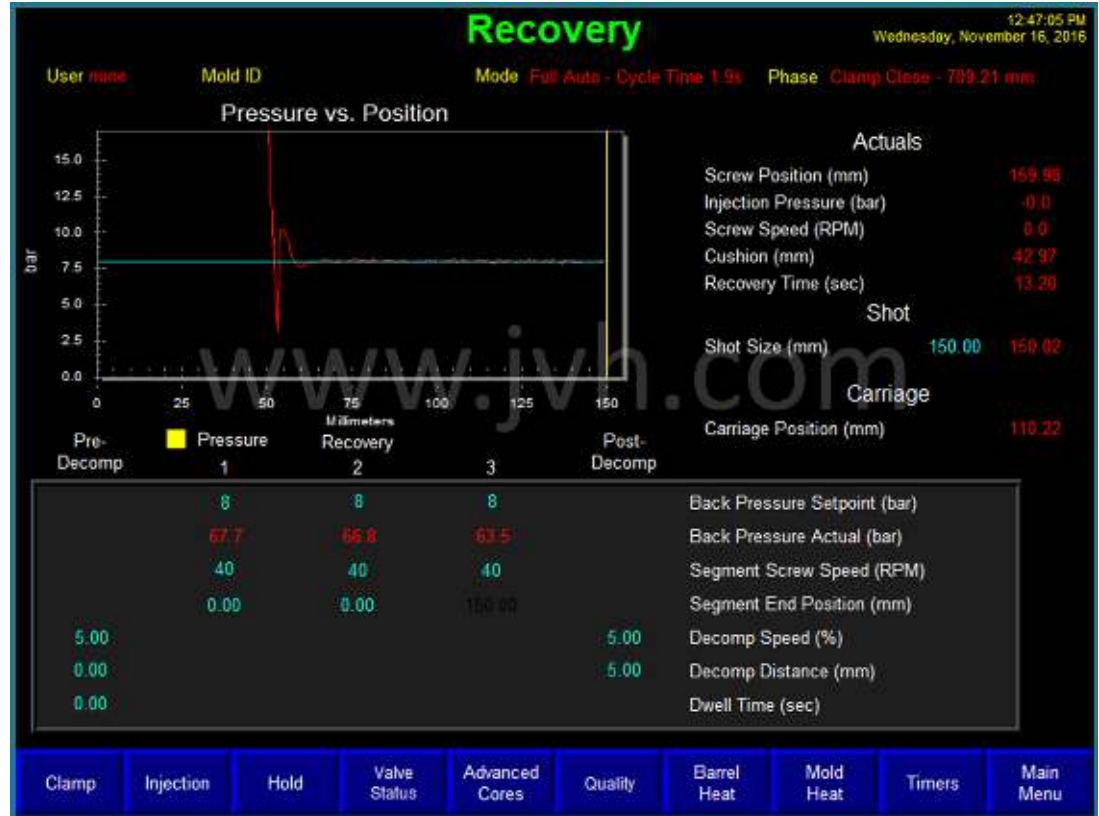 Recovery
12:47:05 PM
Wednesday, November 16, 2016
User none Mold ID Mode Full Auto - Cycle Time 1.9s Phase Clamp Close - 709.21 mm
Pressure vs. Position
Actuals
Screw Position (mm) 159.98
Injection Pressure (bar) -0.0
Screw Speed (RPM) 0.0
Cushion (mm) 42.97
Recovery Time (sec) 13.20
Shot
Shot Size (mm) 150.00 150.02
Carriage
Carriage Position (mm) 110.22
15.0
12.5
10.0
7.5
5.0
2.5
0.0
bar
0 25 50 75 100 125 150
Millimeters
www.jvh.com
Pre-Decomp
Pressure
Recovery
Post-Decomp
1 2 3
8 8 8 Back Pressure Setpoint (bar)
67.7 66.8 63.5 Back Pressure Actual (bar)
40 40 40 Segment Screw Speed (RPM)
0.00 0.00 150.00 Segment End Position (mm)
5.00 5.00 Decomp Speed (%)
0.00 5.00 Decomp Distance (mm)
0.00 Dwell Time (sec)
Clamp Injection Hold Valve Status Advanced Cores Quality Barrel Heat Mold Heat Timers Main Menu